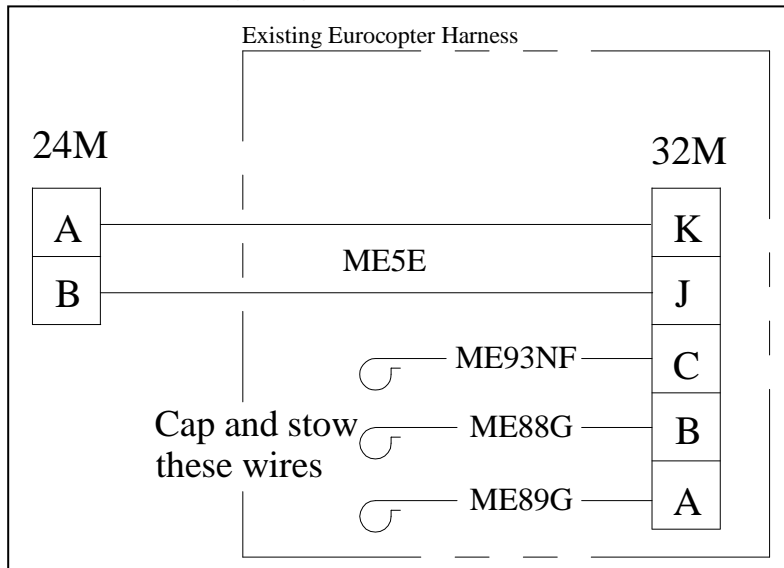 Existing Eurocopter Harness
24M
32M
A
K
ME5E
B
J
ME93NF
C
Cap and stow
these wires
ME88G
B
ME89G
A